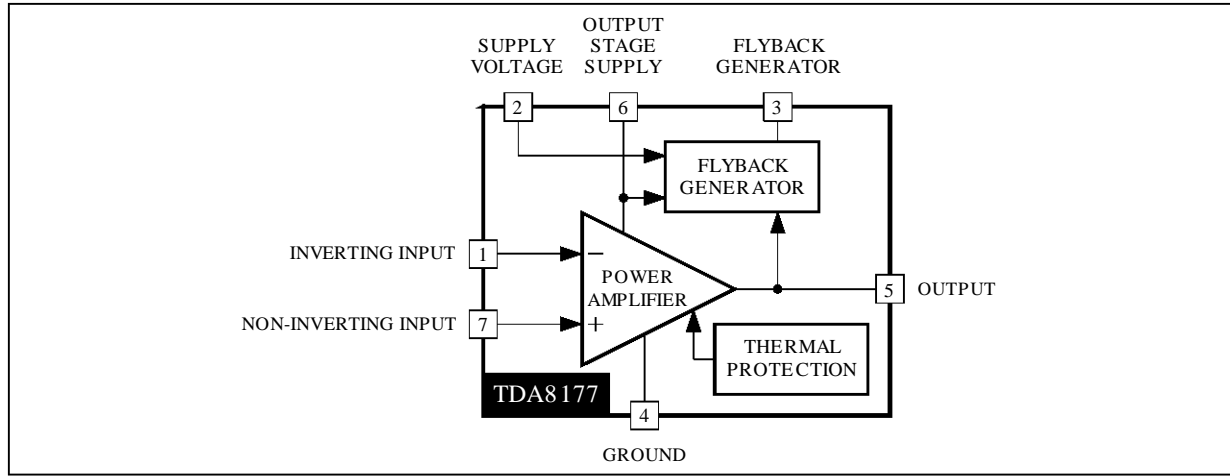 SUPPLY
VOLTAGE
OUTPUT
STAGE
SUPPLY
FLYBACK
GENERATOR
2
6
3
FLYBACK
GENERATOR
INVERTING INPUT
1
−
POWER
AMPLIFIER
5
OUTPUT
NON-INVERTING INPUT
7
+
THERMAL
PROTECTION
TDA8177
4
GROUND